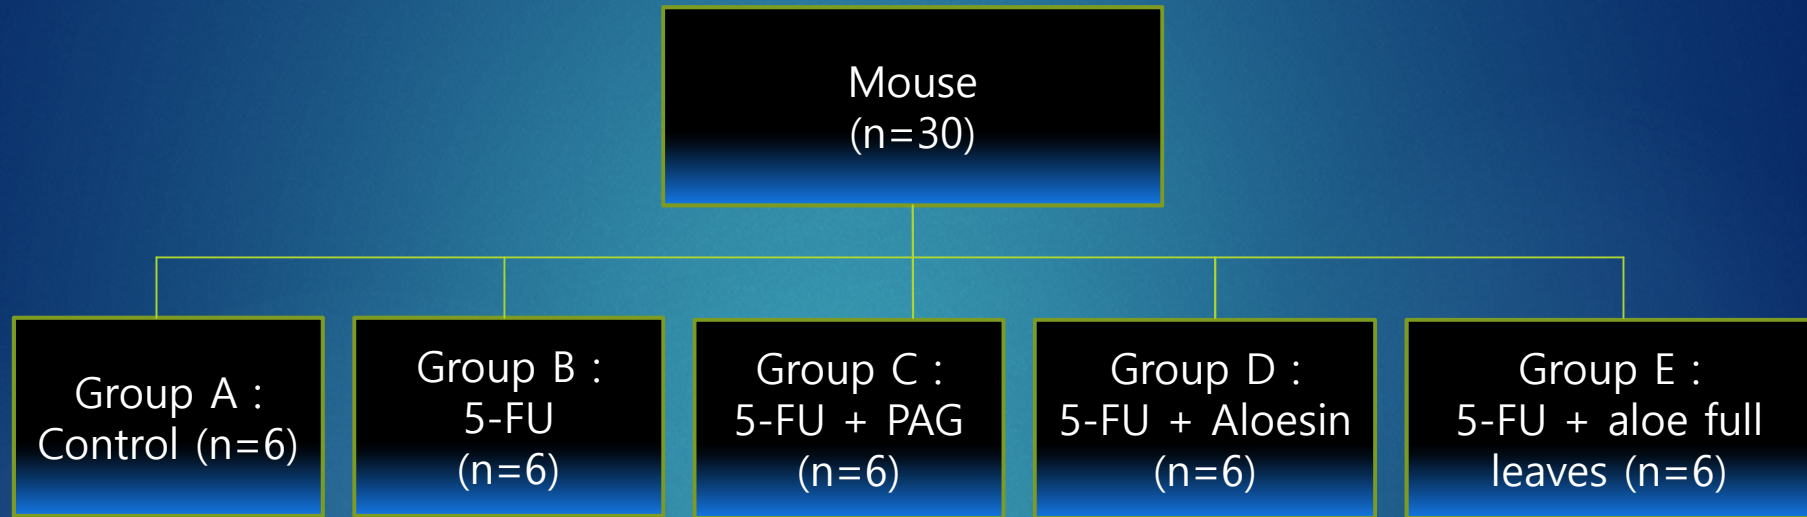 Mouse
(n=30)
Group A :
Control (n=6)
Group B :
5-FU
(n=6)
Group C :
5-FU + PAG
(n=6)
Group D :
5-FU + Aloesin
(n=6)
Group E :
5-FU + aloe full
leaves (n=6)